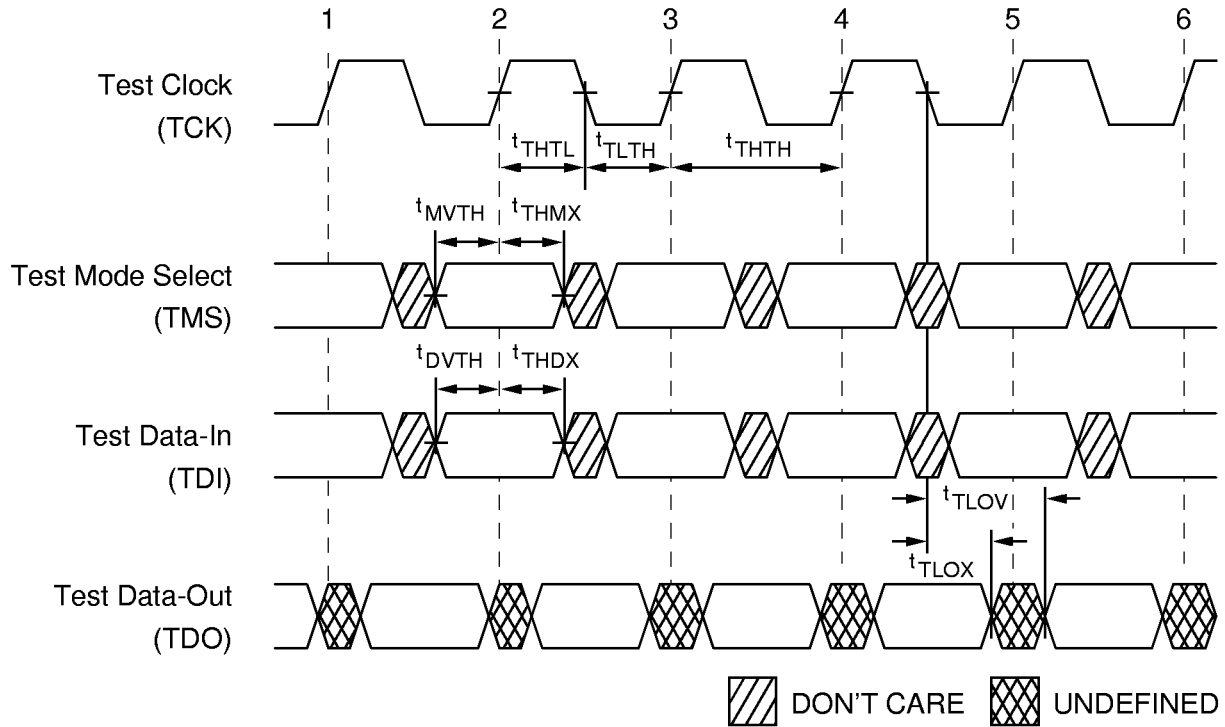 1 2 3 4 5 6
Test Clock
(TCK)
tTHTL tTLTH tTHTH
tMVTH tTHMX
Test Mode Select
(TMS)
tDVTH tTHDX
Test Data-In
(TDI)
tTLOV
tTLOX
Test Data-Out
(TDO)
DON'T CARE UNDEFINED